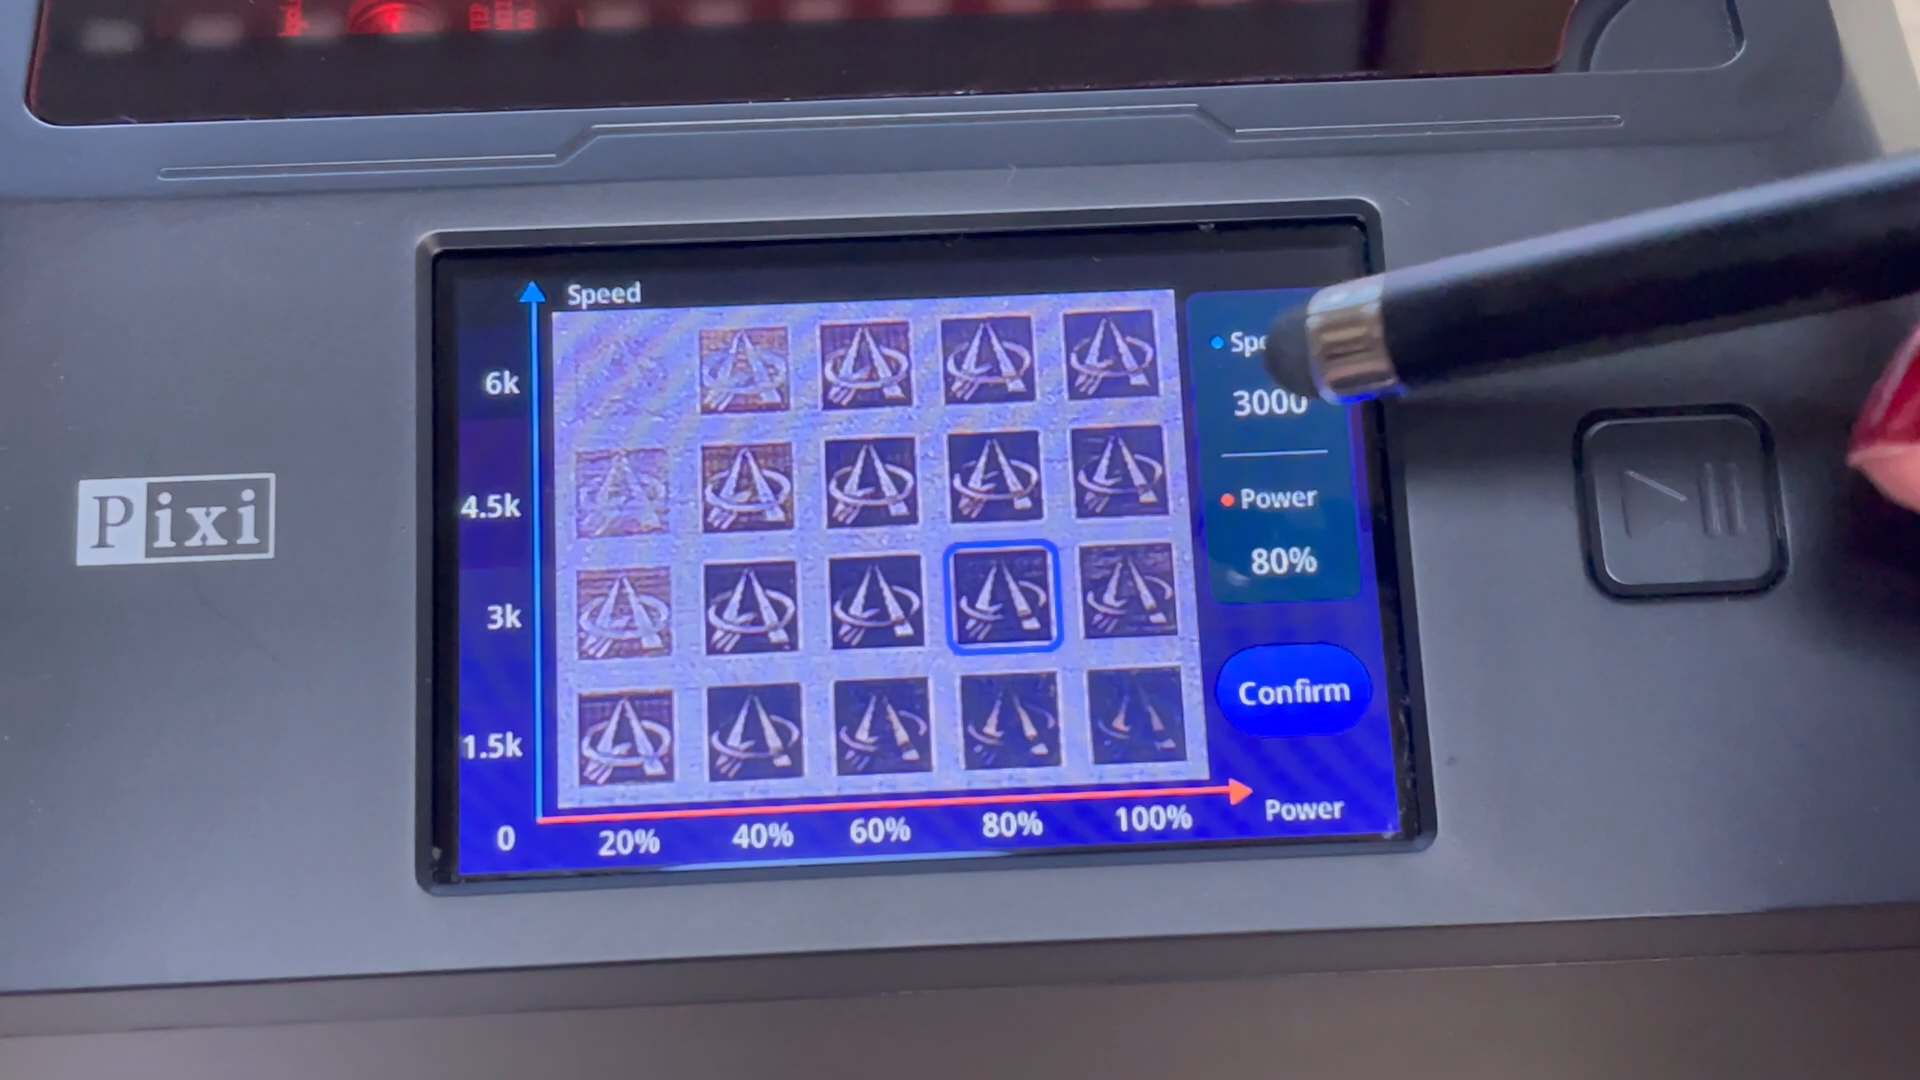 Speed
6k
4.5k
3k
1.5k
0
20%
40%
60%
80%
100%
Power
3000
Power
80%
Confirm
Pixi